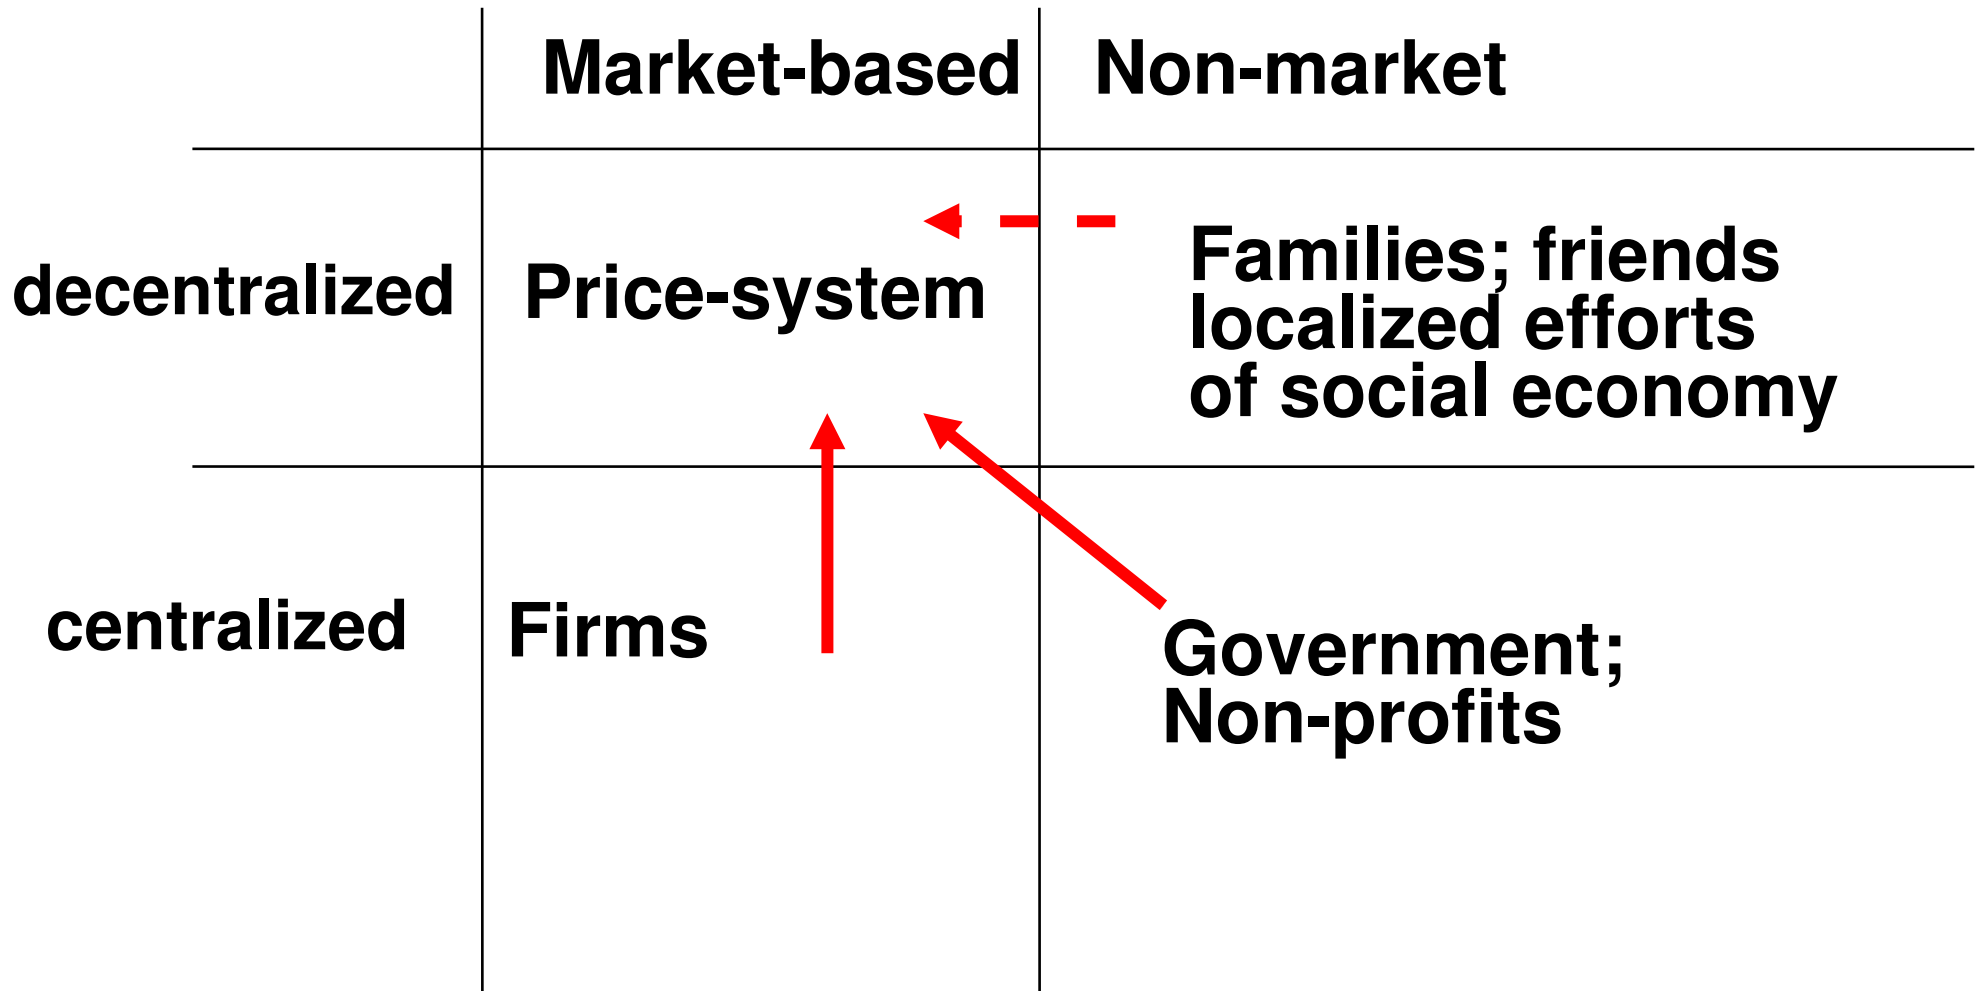 Market-based Non-market
decentralized Price-system Families; friends
localized efforts
of social economy
centralized Firms Government;
Non-profits